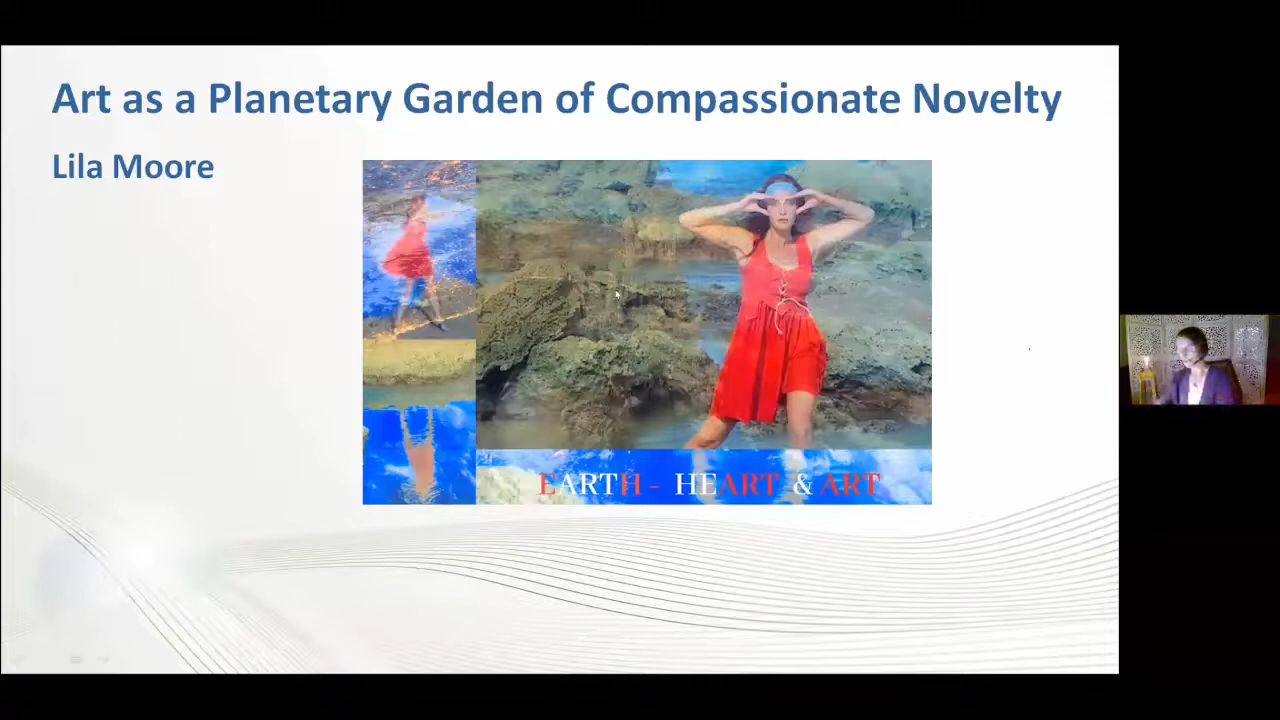 Art as a Planetary Garden of Compassionate Novelty
Lila Moore
EARTH - HEART & ART